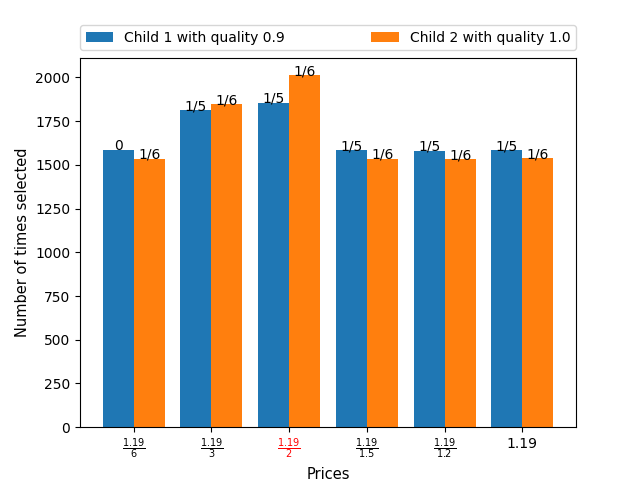 Child 1 with quality 0.9 Child 2 with quality 1.0
Number of times selected
2000
1750
1500
1250
1000
750
500
250
0
0 1/6 1/5 1/6 1/5 1/6 1/5 1/6 1/5 1/6 1/5 1/6
1.19/6 1.19/3 1.19/2 1.19/1.5 1.19/1.2 1.19
Prices